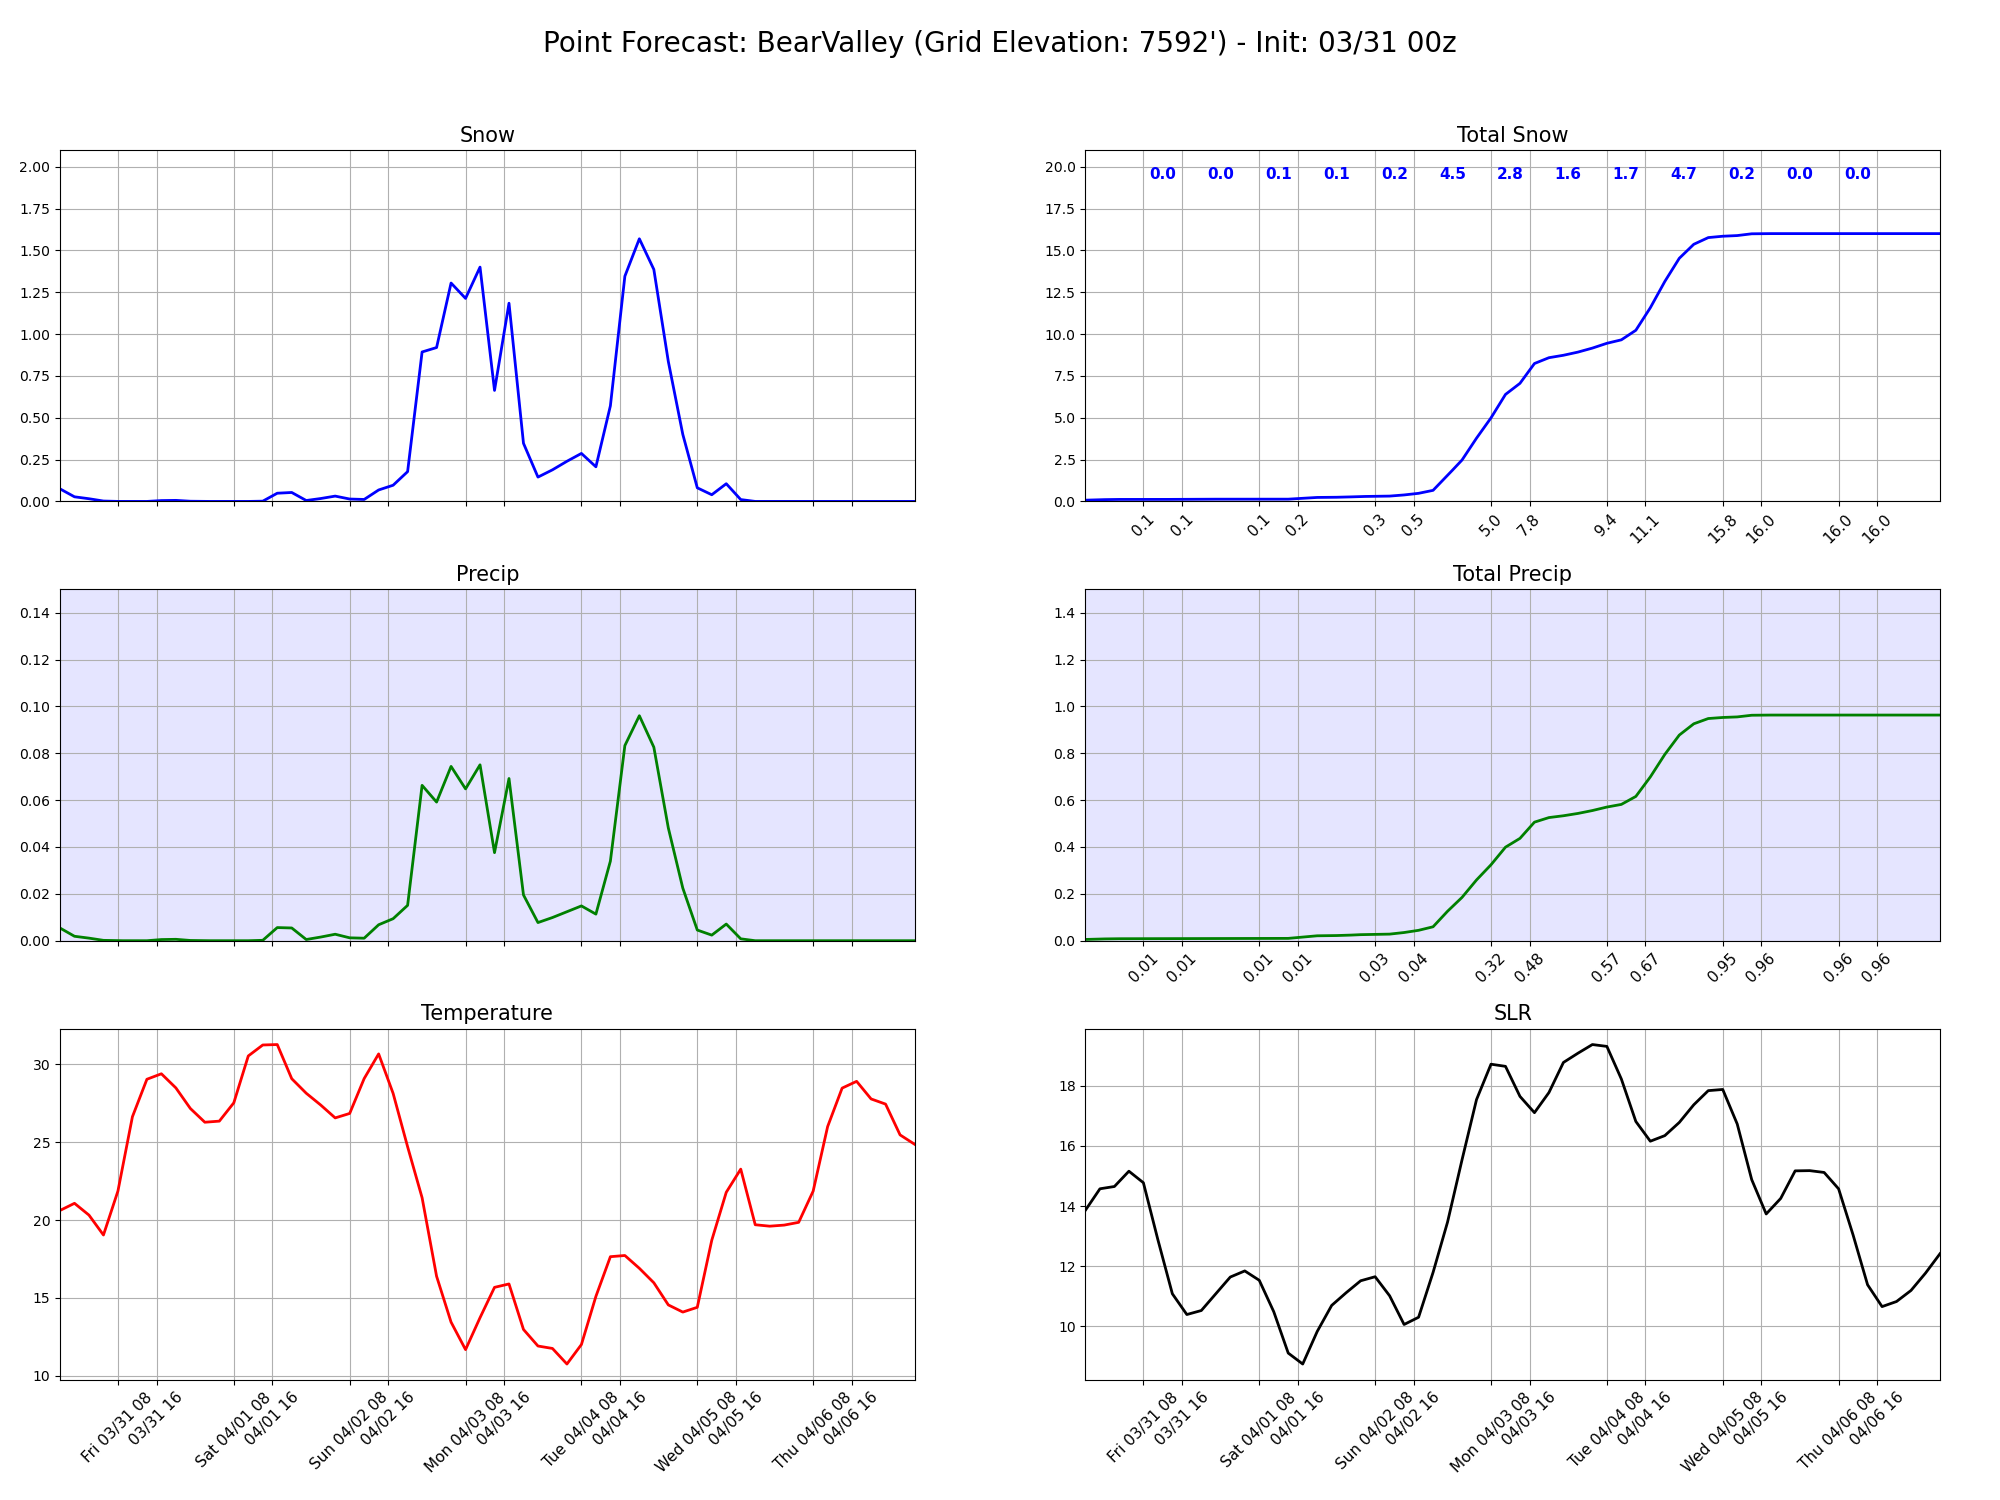 Point Forecast: BearValley (Grid Elevation: 7592') - Init: 03/31 00z
Snow
2.00
1.75
1.50
1.25
1.00
0.75
0.50
0.25
0.00
Total Snow
20.0
17.5
15.0
12.5
10.0
7.5
5.0
2.5
0.0
0.0 0.0 0.1 0.1 0.2 4.5 2.8 1.6 1.7 4.7 0.2 0.0 0.0
0.1 0.1 0.1 0.2 0.3 0.5 5.0 7.8 9.4 11.1 15.8 16.0 16.0 16.0
Precip
0.14
0.12
0.10
0.08
0.06
0.04
0.02
0.00
Total Precip
1.4
1.2
1.0
0.8
0.6
0.4
0.2
0.0
0.01 0.01 0.01 0.01 0.03 0.04 0.32 0.48 0.57 0.67 0.95 0.96 0.96 0.96
Temperature
30
25
20
15
10
Fri 03/31 08
03/31 16
Sat 04/01 08
04/01 16
Sun 04/02 08
04/02 16
Mon 04/03 08
04/03 16
Tue 04/04 08
04/04 16
Wed 04/05 08
04/05 16
Thu 04/06 08
04/06 16
SLR
18
16
14
12
10
Fri 03/31 08
03/31 16
Sat 04/01 08
04/01 16
Sun 04/02 08
04/02 16
Mon 04/03 08
04/03 16
Tue 04/04 08
04/04 16
Wed 04/05 08
04/05 16
Thu 04/06 08
04/06 16